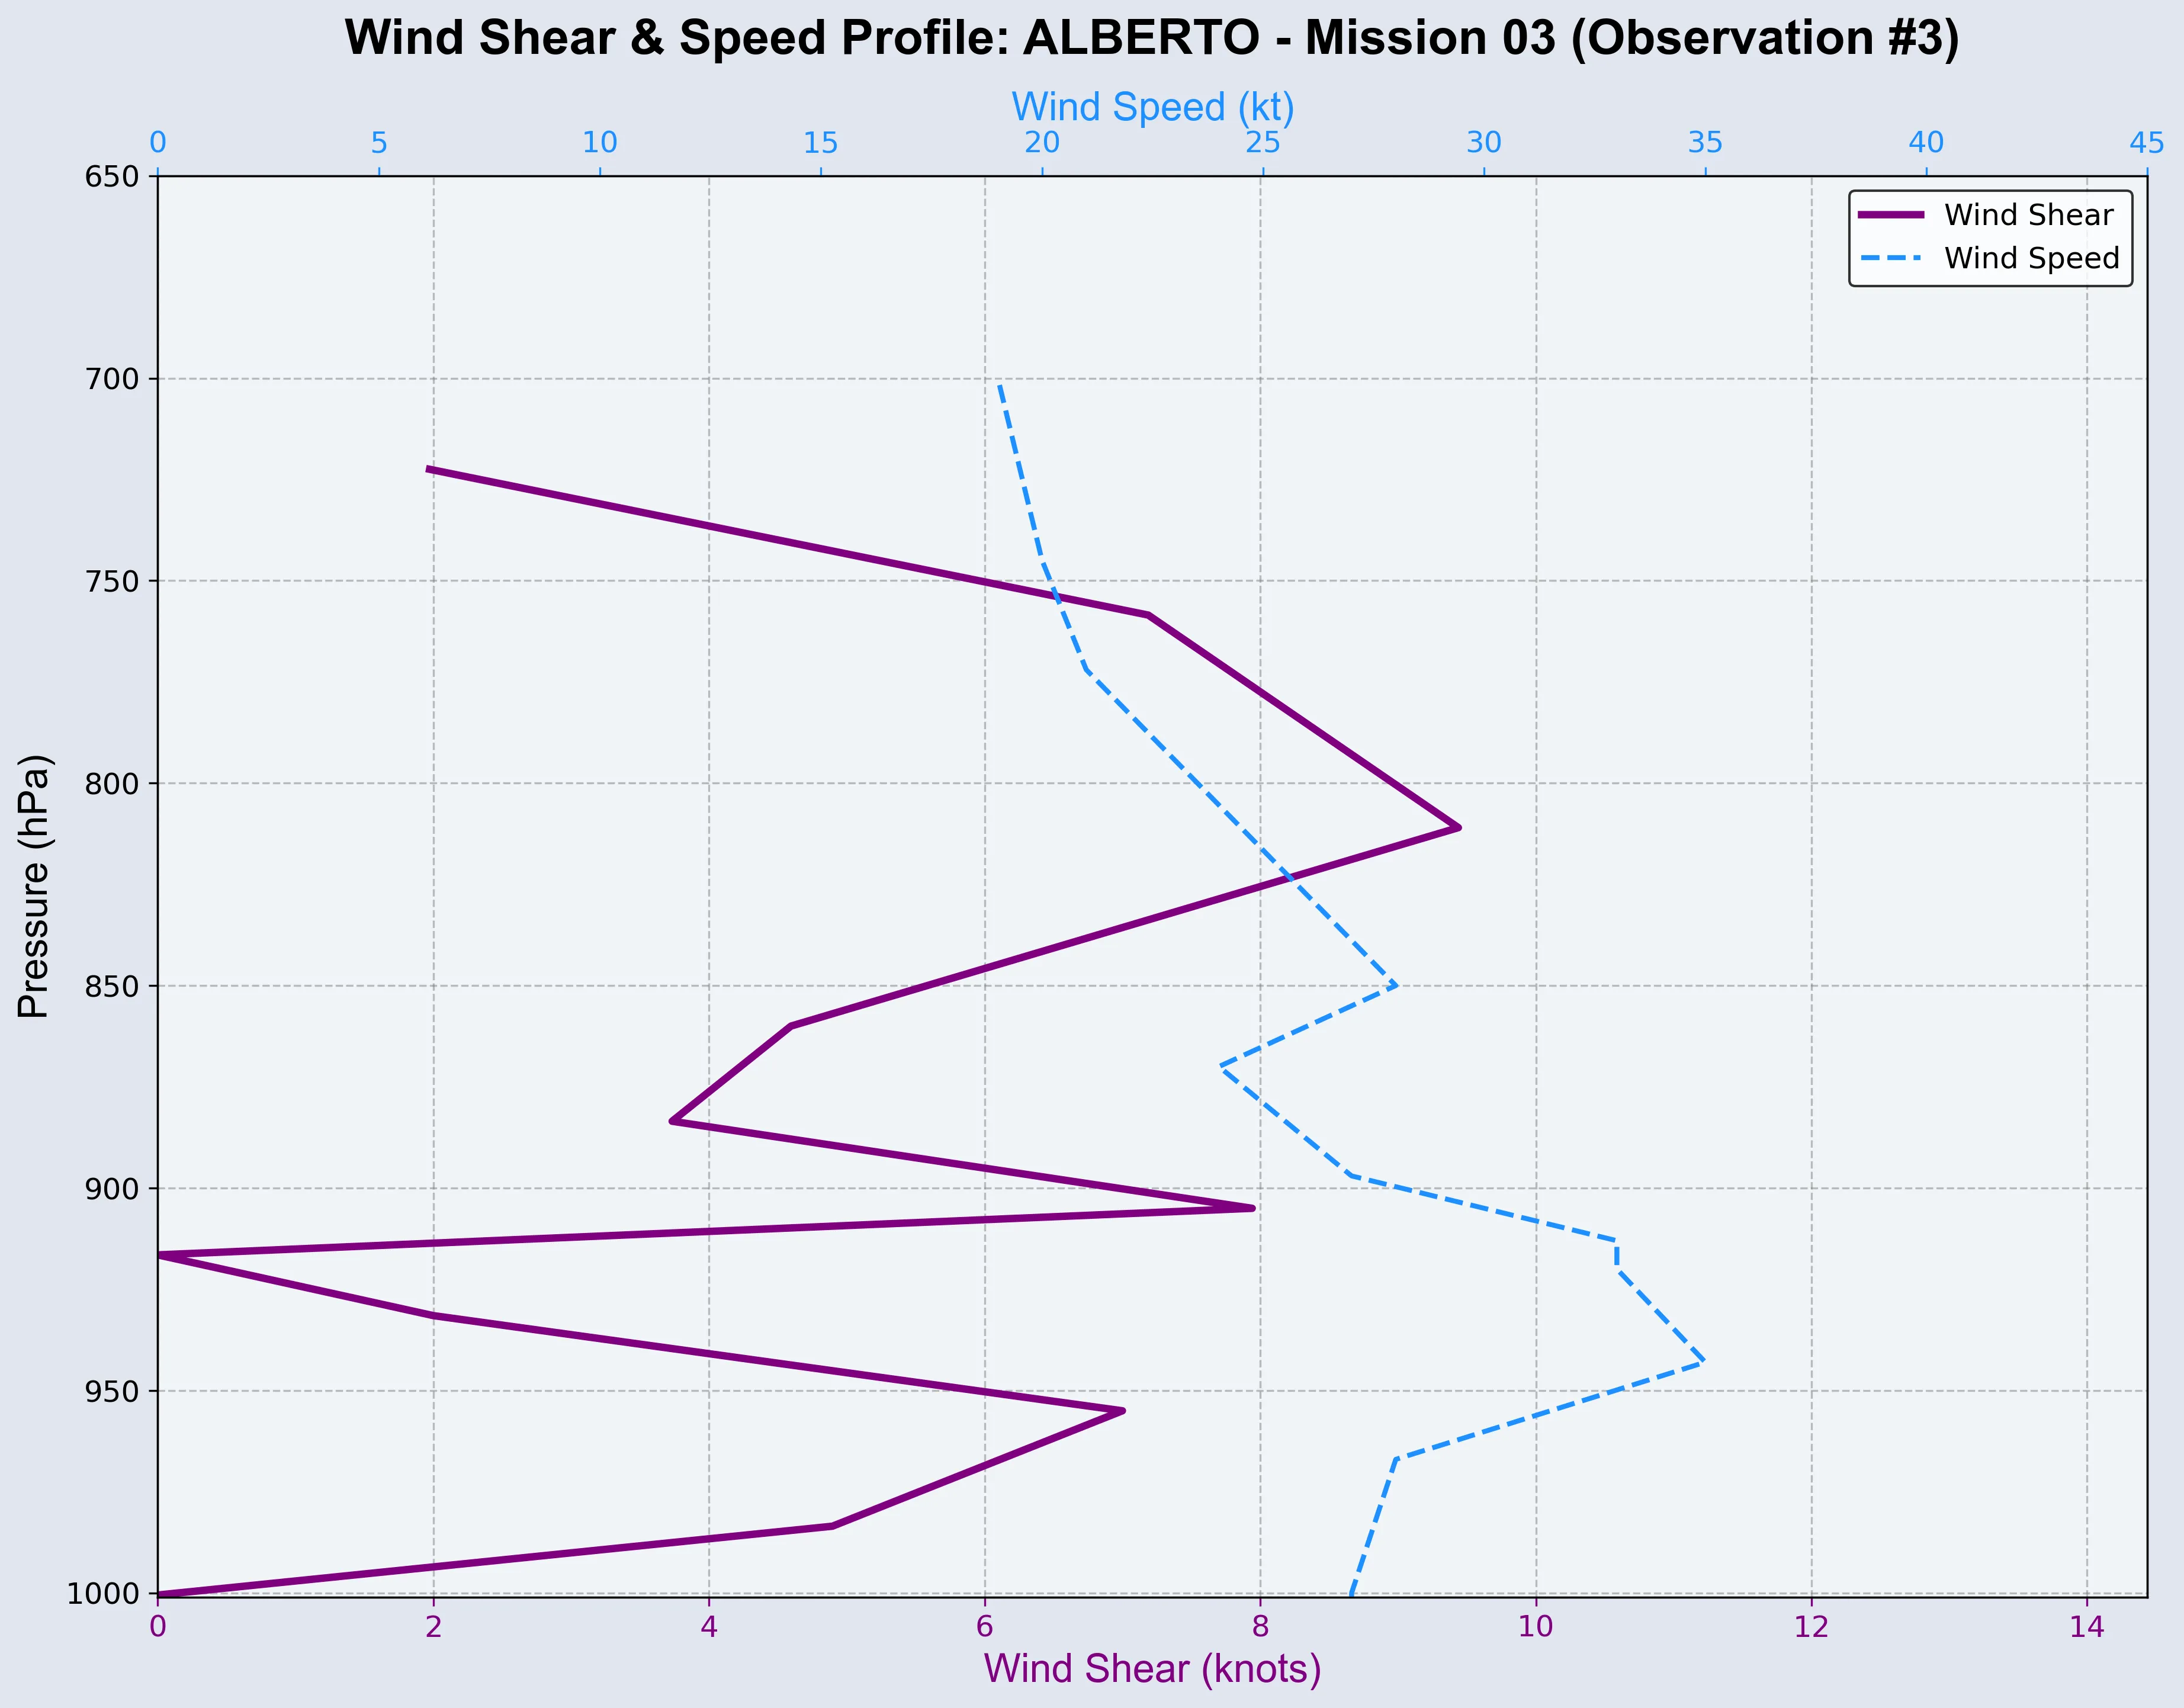 Wind Shear & Speed Profile: ALBERTO - Mission 03 (Observation #3)
Wind Speed (kt)
0 5 10 15 20 25 30 35 40 45
Wind Shear
Wind Speed
Pressure (hPa)
650
700
750
800
850
900
950
1000
0 2 4 6 8 10 12 14
Wind Shear (knots)